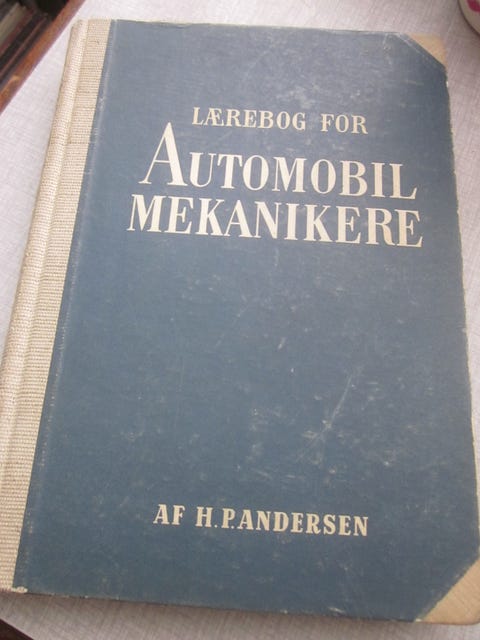 LÆREBOG FOR
AUTOMOBIL
MEKANIKERE
AF H.P.ANDERSEN